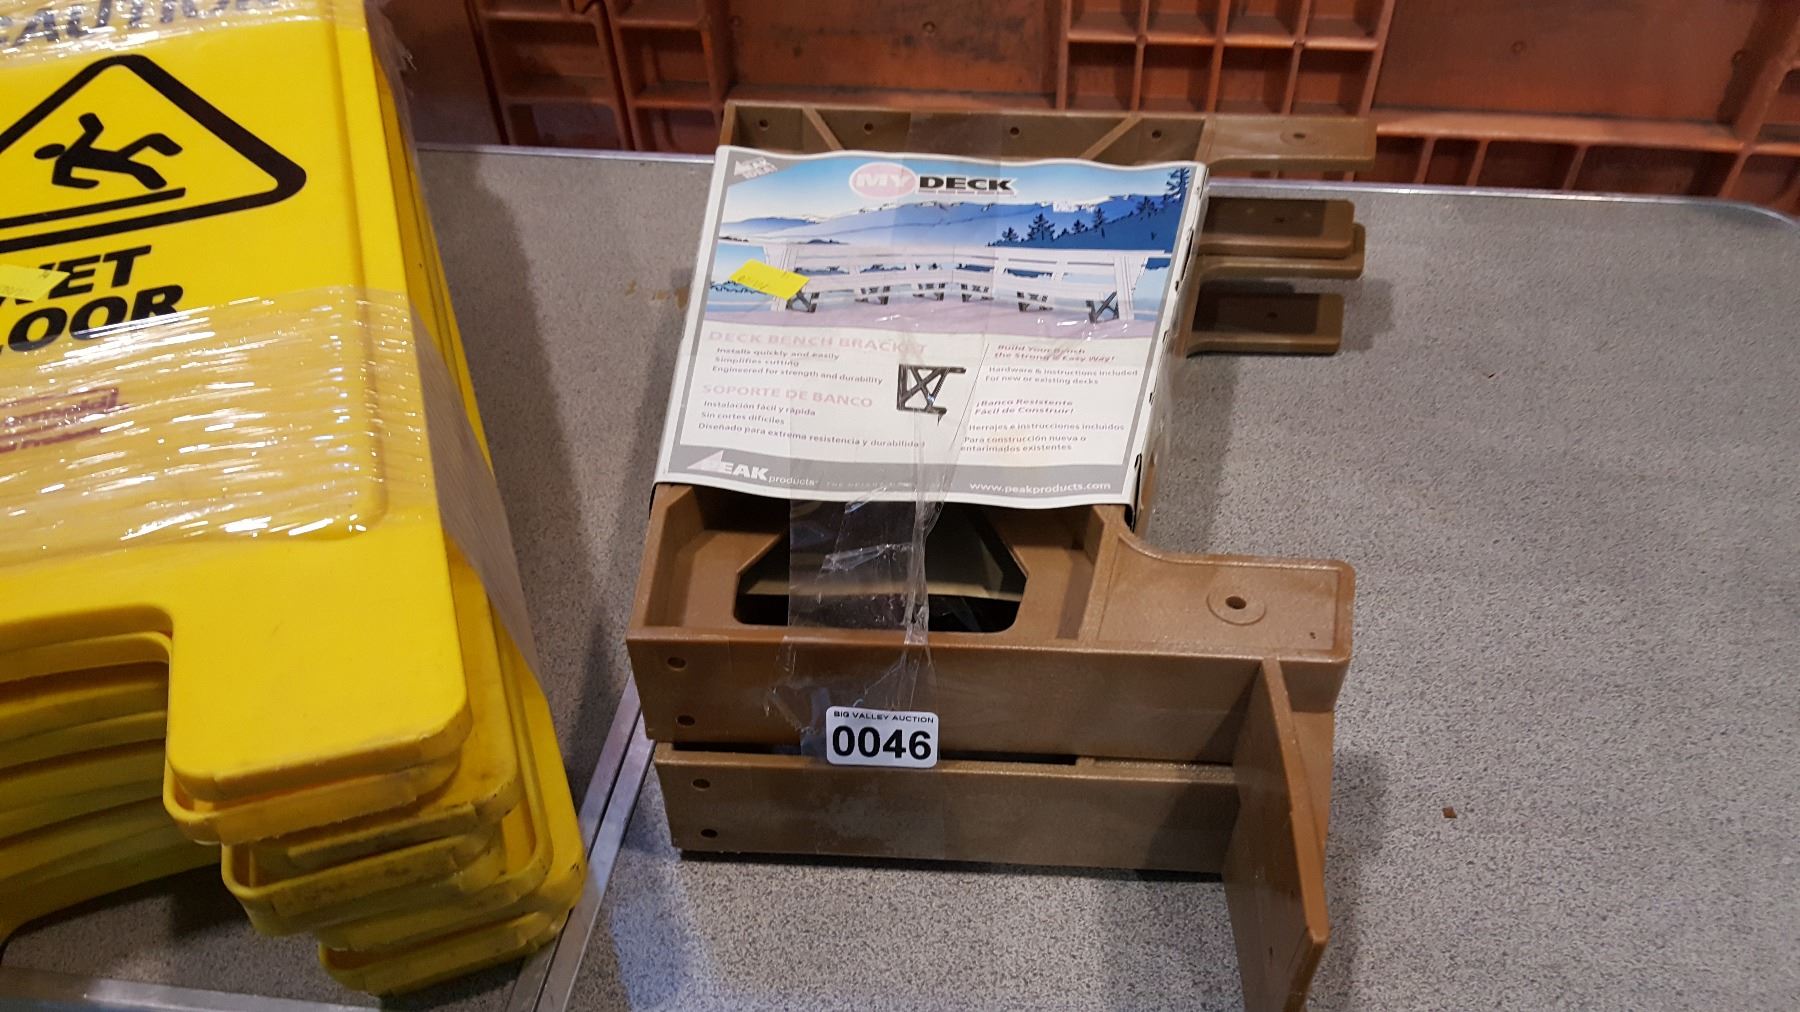 CAUTION
WET
FLOOR
MY DECK
DECK BENCH BRACKET
Installs quickly and easily
Simplifies cutting
Engineered for strength and durability
SOPORTE DE BANCO
Instalación fácil y rápida
Sin cortes difíciles
Diseñado para extrema resistencia y durabilidad
Build Your Bench
the Strong & Easy Way!
Hardware & instructions included
For new or existing decks
¡Banco Resistente
Fácil de Construir!
Herrajes e instrucciones incluidos
Para construcción nueva o
entarimados existentes
PEAK products
www.peakproducts.com
BIG VALLEY AUCTION
0046